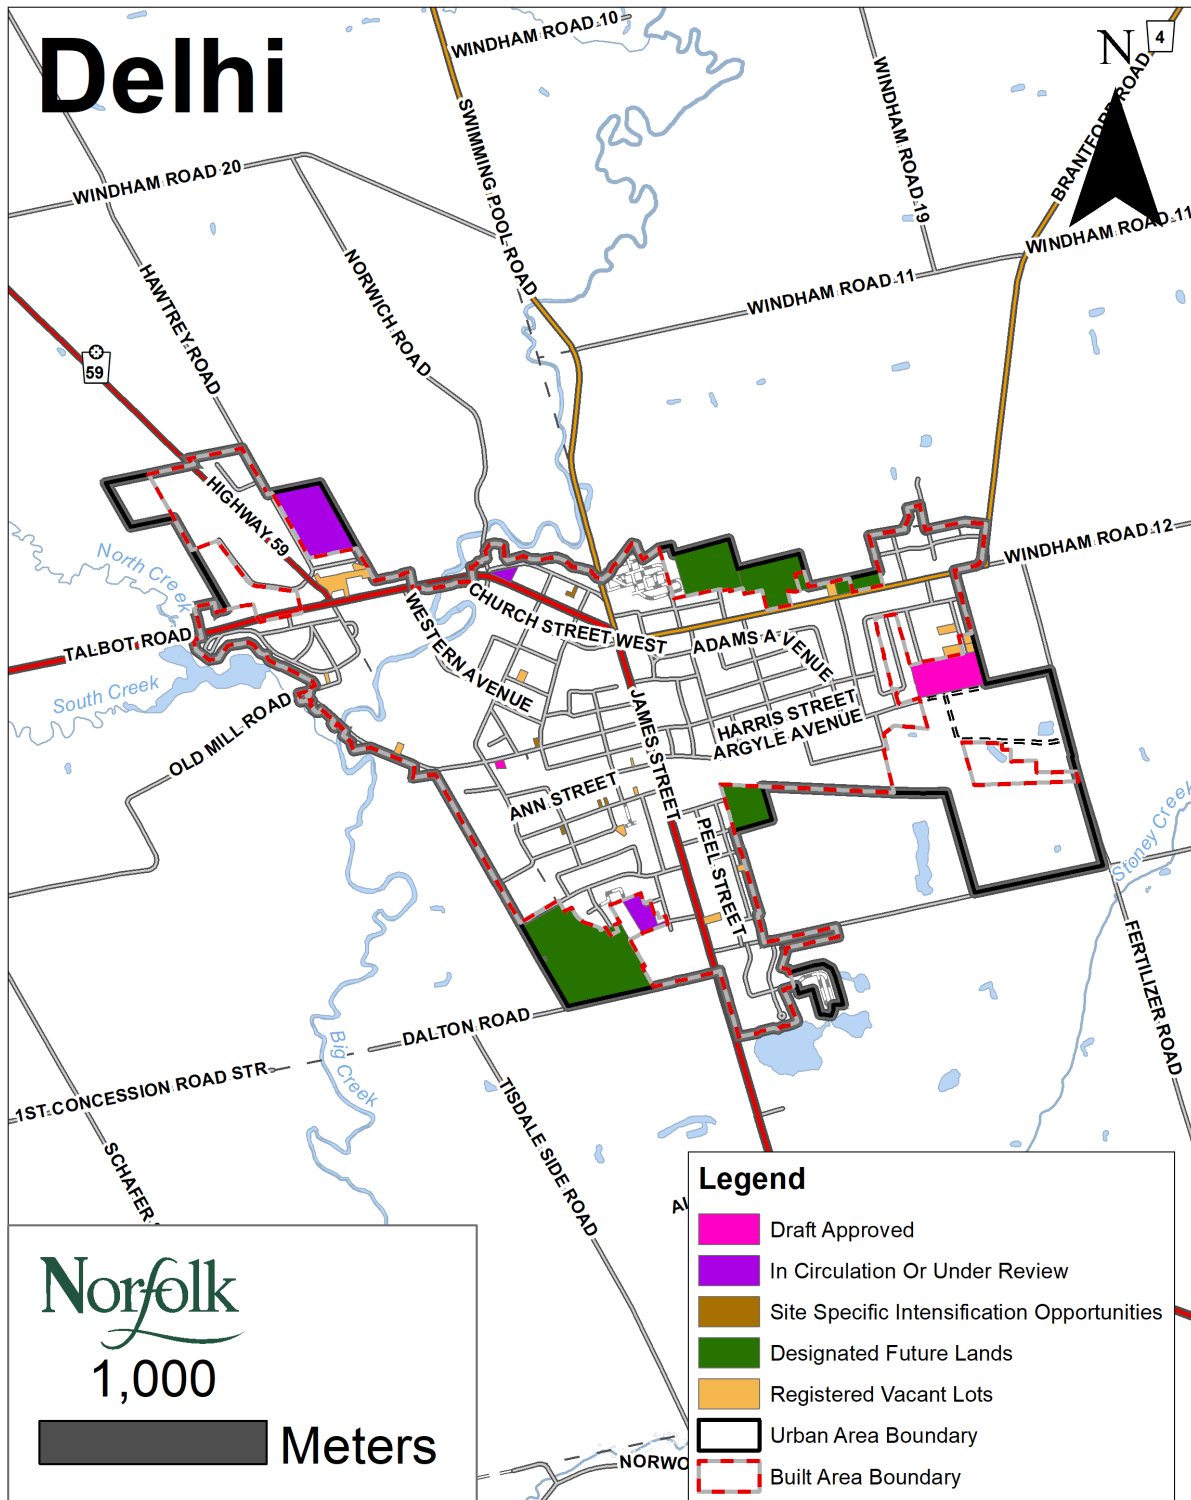 Delhi
WINDHAM ROAD 10
N
4
BRANTFORD ROAD
SWIMMING POOL ROAD
WINDHAM ROAD 19
WINDHAM ROAD 20
WINDHAM ROAD 11
WINDHAM ROAD 11
HAWTREY ROAD
NORWICH ROAD
59
HIGHWAY 59
North Creek
WINDHAM ROAD 12
TALBOT ROAD
WESTERN AVENUE
CHURCH STREET WEST
ADAMS AVENUE
South Creek
OLD MILL ROAD
JAMES STREET
HARRIS STREET
ARGYLE AVENUE
ANN STREET
PEEL STREET
Stoney Creek
FERTILIZER ROAD
DALTON ROAD
Big Creek
1ST CONCESSION ROAD STR
TISDALE SIDE ROAD
SCHAFER
NORWO
Legend
Draft Approved
In Circulation Or Under Review
Site Specific Intensification Opportunities
Designated Future Lands
Registered Vacant Lots
Urban Area Boundary
Built Area Boundary
Norfolk
1,000
Meters